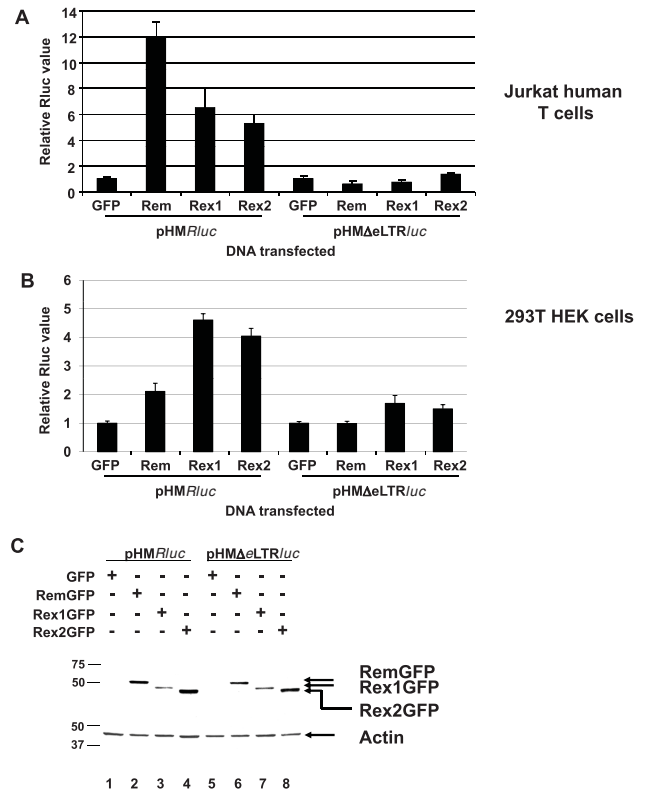 A
Relative Rluc value
14
12
10
8
6
4
2
0
GFP Rem Rex1 Rex2 GFP Rem Rex1 Rex2
pHMRluc pHMΔeLTRluc
DNA transfected
Jurkat human
T cells
B
Relative Rluc value
6
5
4
3
2
1
0
GFP Rem Rex1 Rex2 GFP Rem Rex1 Rex2
pHMRluc pHMΔeLTRluc
DNA transfected
293T HEK cells
C
pHMRluc pHMΔeLTRluc
GFP + - - - + - - -
RemGFP - + - - - + - -
Rex1GFP - - + - - - + -
Rex2GFP - - - + - - - +
75
50
50
37
RemGFP
Rex1GFP
Rex2GFP
Actin
1 2 3 4 5 6 7 8